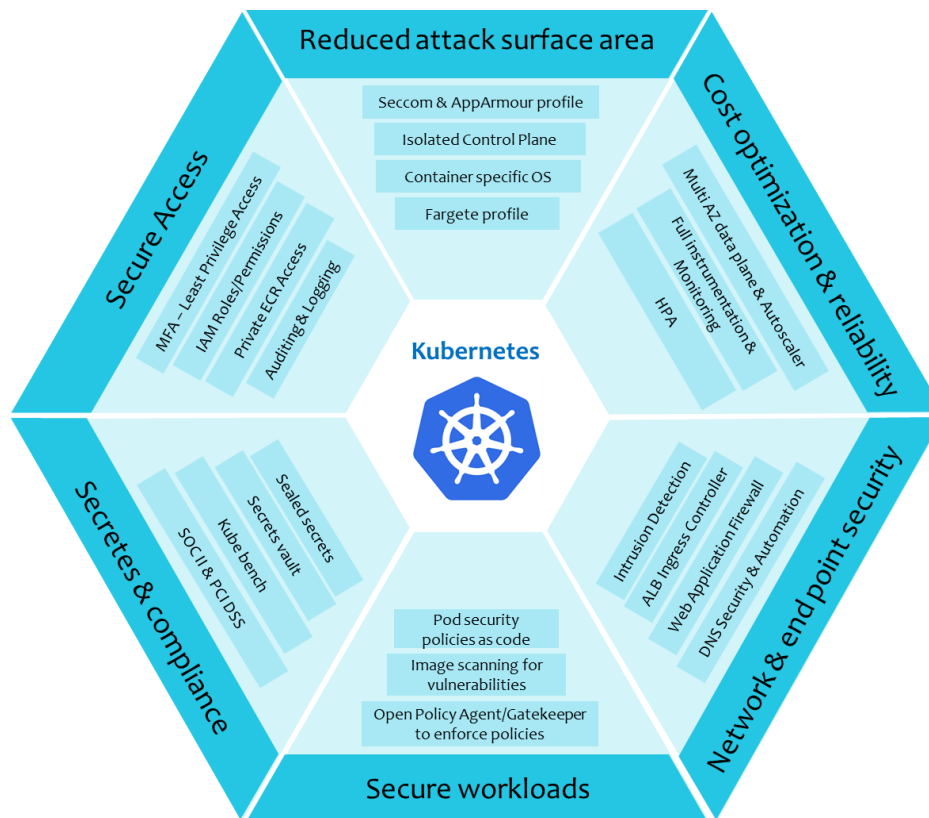 Reduced attack surface area
Seccom & AppArmour profile
Isolated Control Plane
Container specific OS
Fargete profile
Cost optimization & reliability
Multi AZ data plane & Autoscaler
Full instrumentation &
Monitoring
HPA
Network & end point security
Intrusion Detection
ALB Ingress Controller
Web Application Firewall
DNS Security & Automation
Secure workloads
Pod security
policies as code
Image scanning for
vulnerabilities
Open Policy Agent/Gatekeeper
to enforce policies
Secretes & compliance
Sealed secrets
Secrets vault
Kube bench
SOC II & PCI DSS
Secure Access
MFA – Least Privilege Access
IAM Roles/Permissions
Private ECR Access
Auditing & Logging
Kubernetes